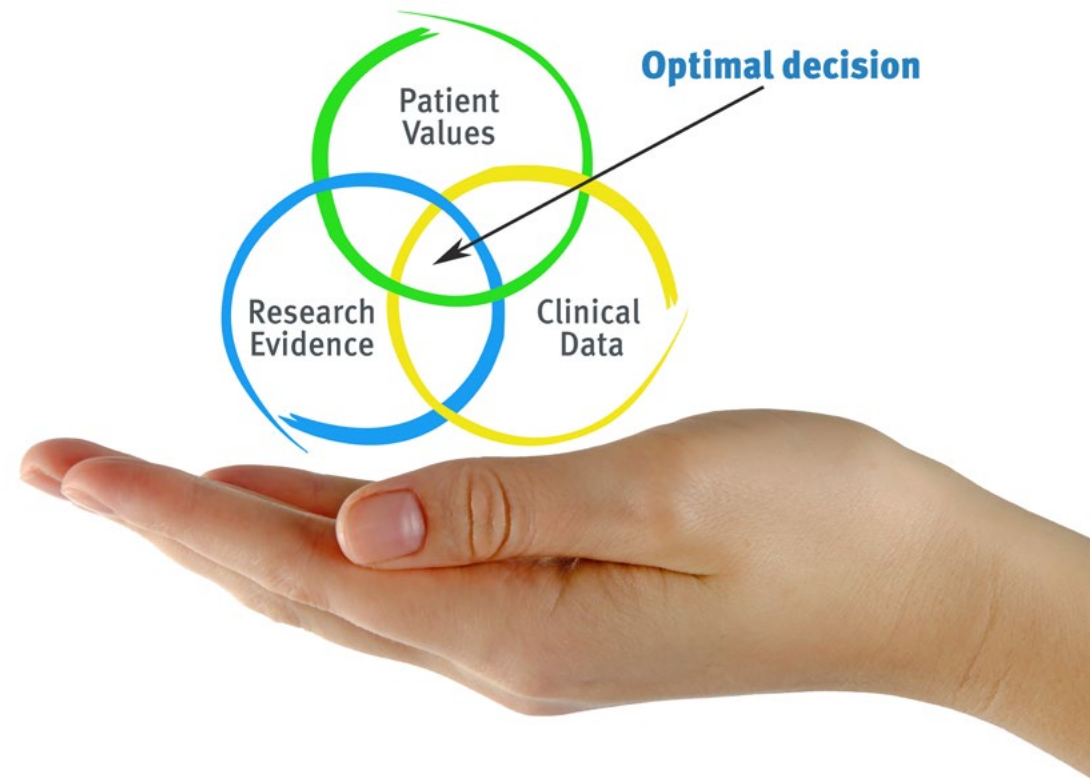 Optimal decision
Patient
Values
Research
Evidence
Clinical
Data